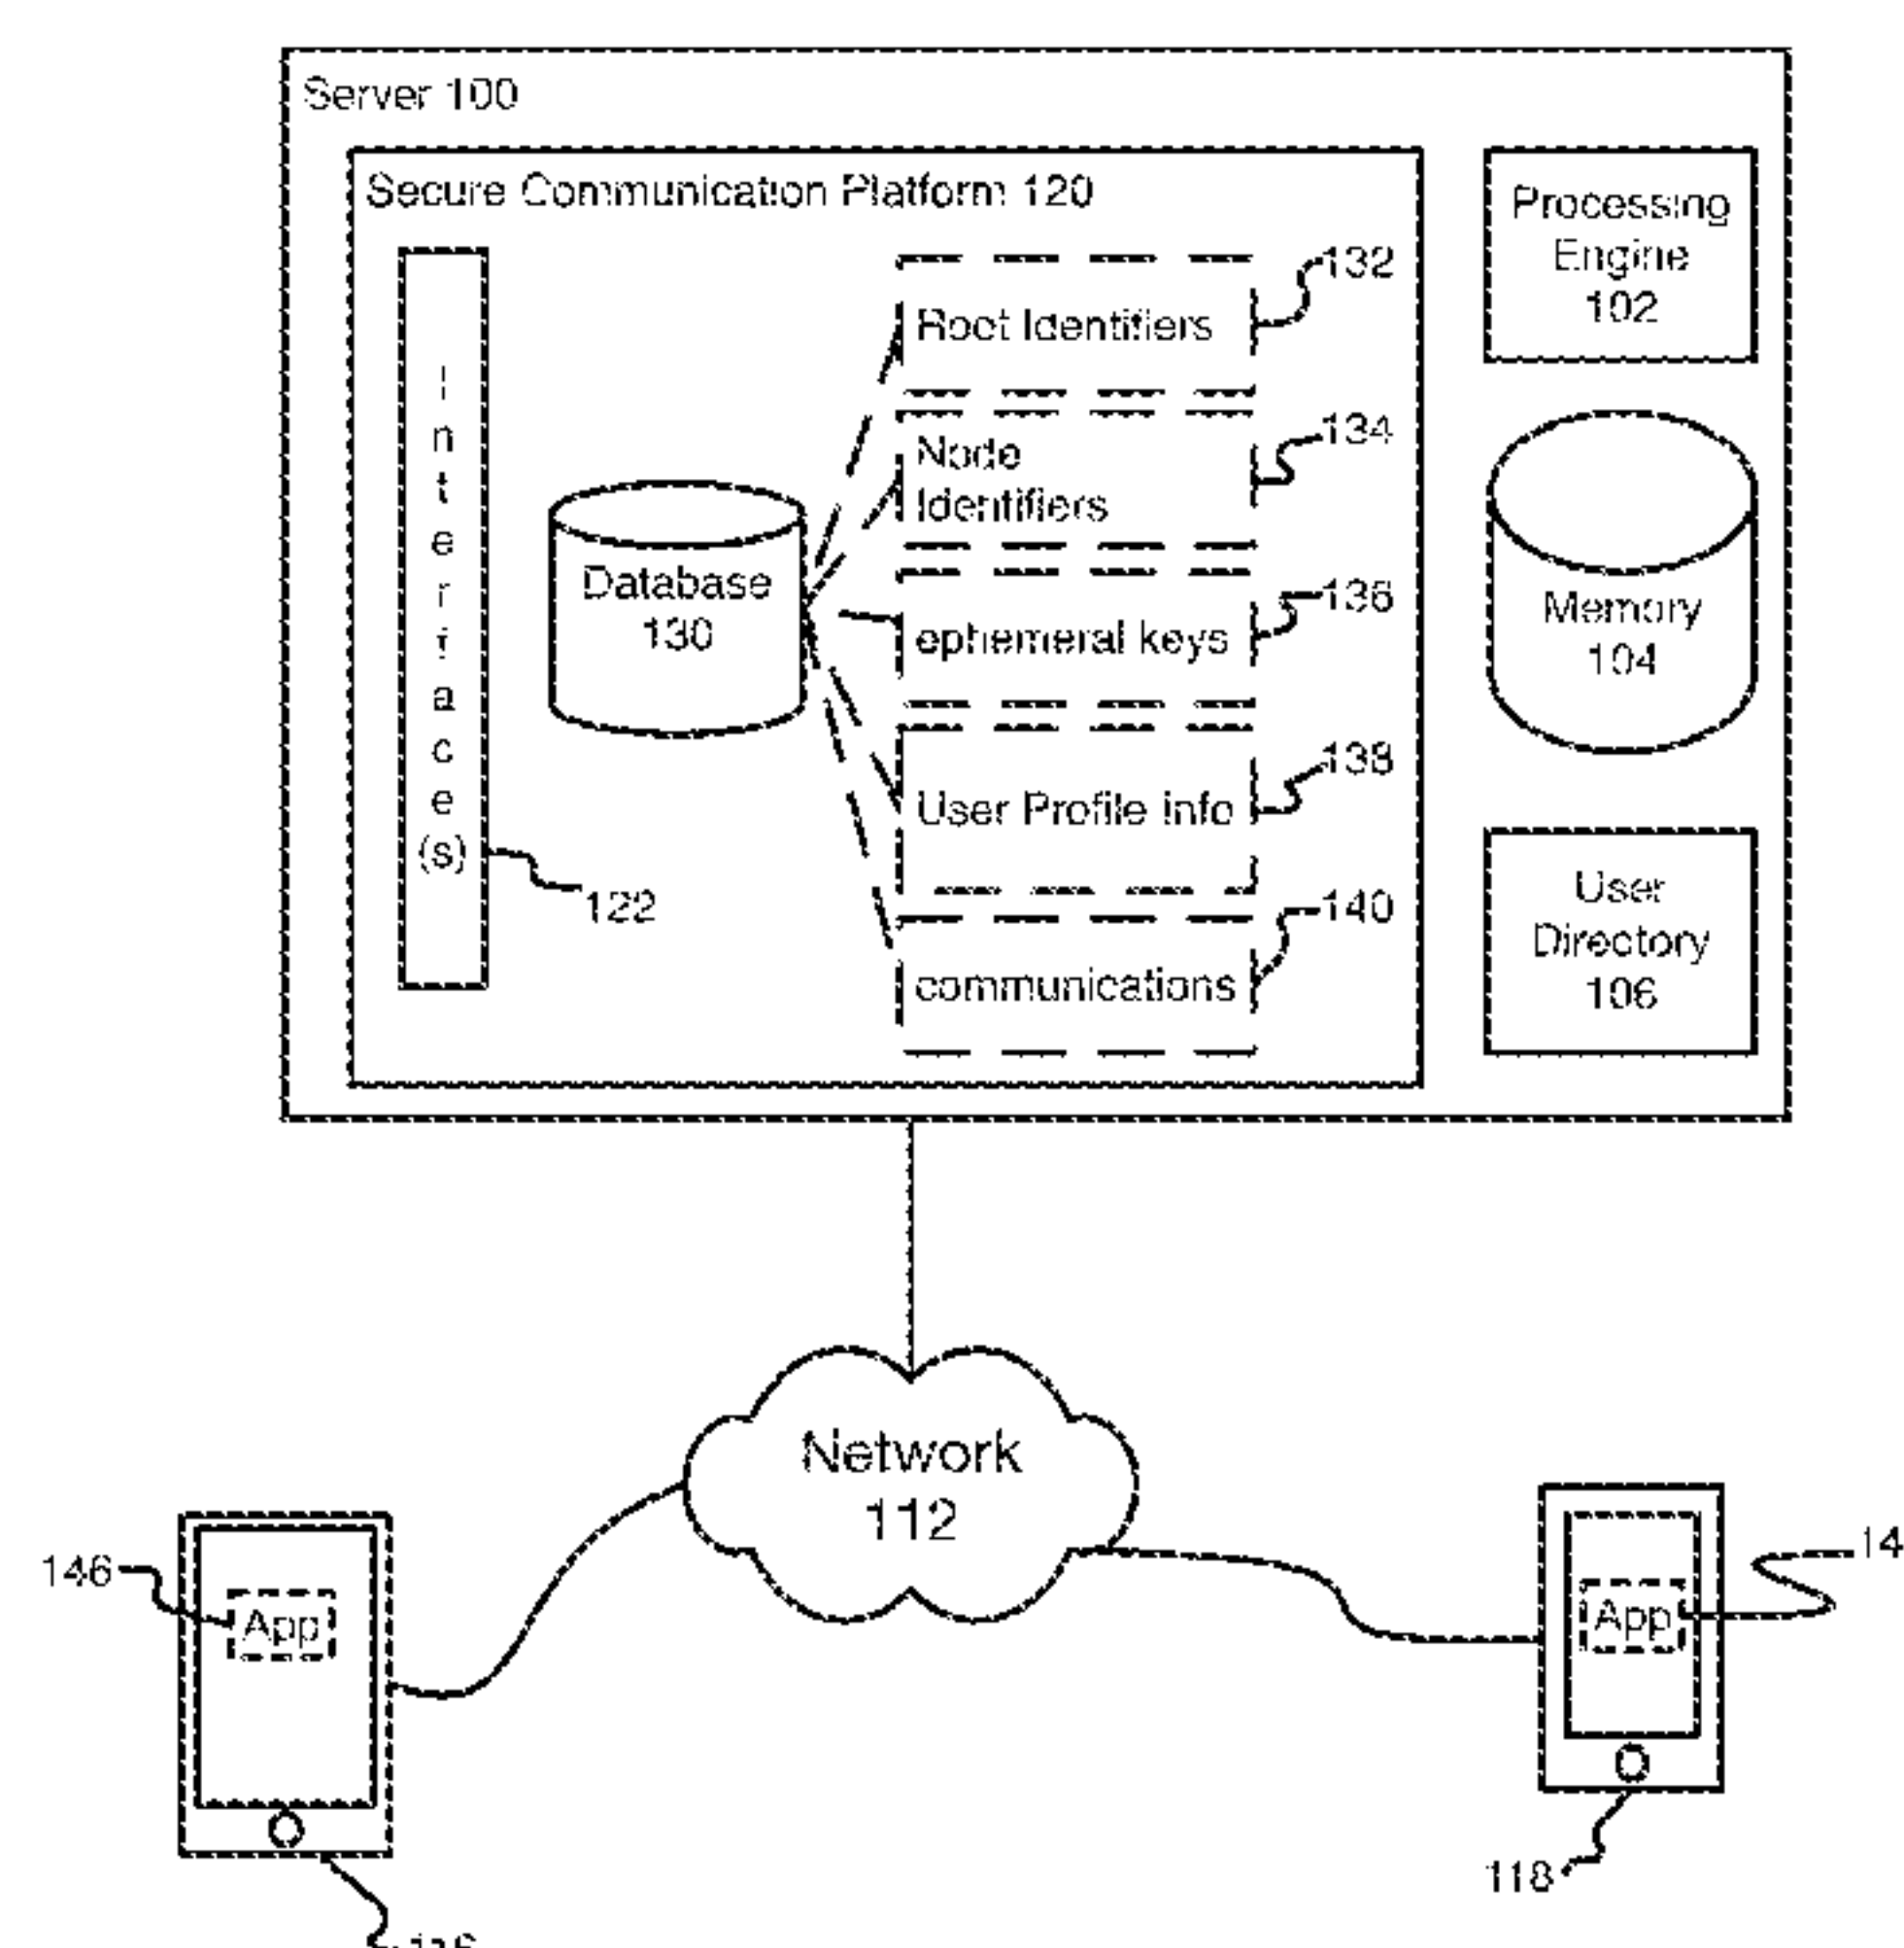 Server 100
Secure Communication Platform 120
Interface(s)
122
Database
130
Root Identifiers
132
Node
Identifiers
134
ephemeral keys
136
User Profile info
138
communications
140
Processing
Engine
102
Memory
104
User
Directory
106
Network
112
146
App
App
14
118